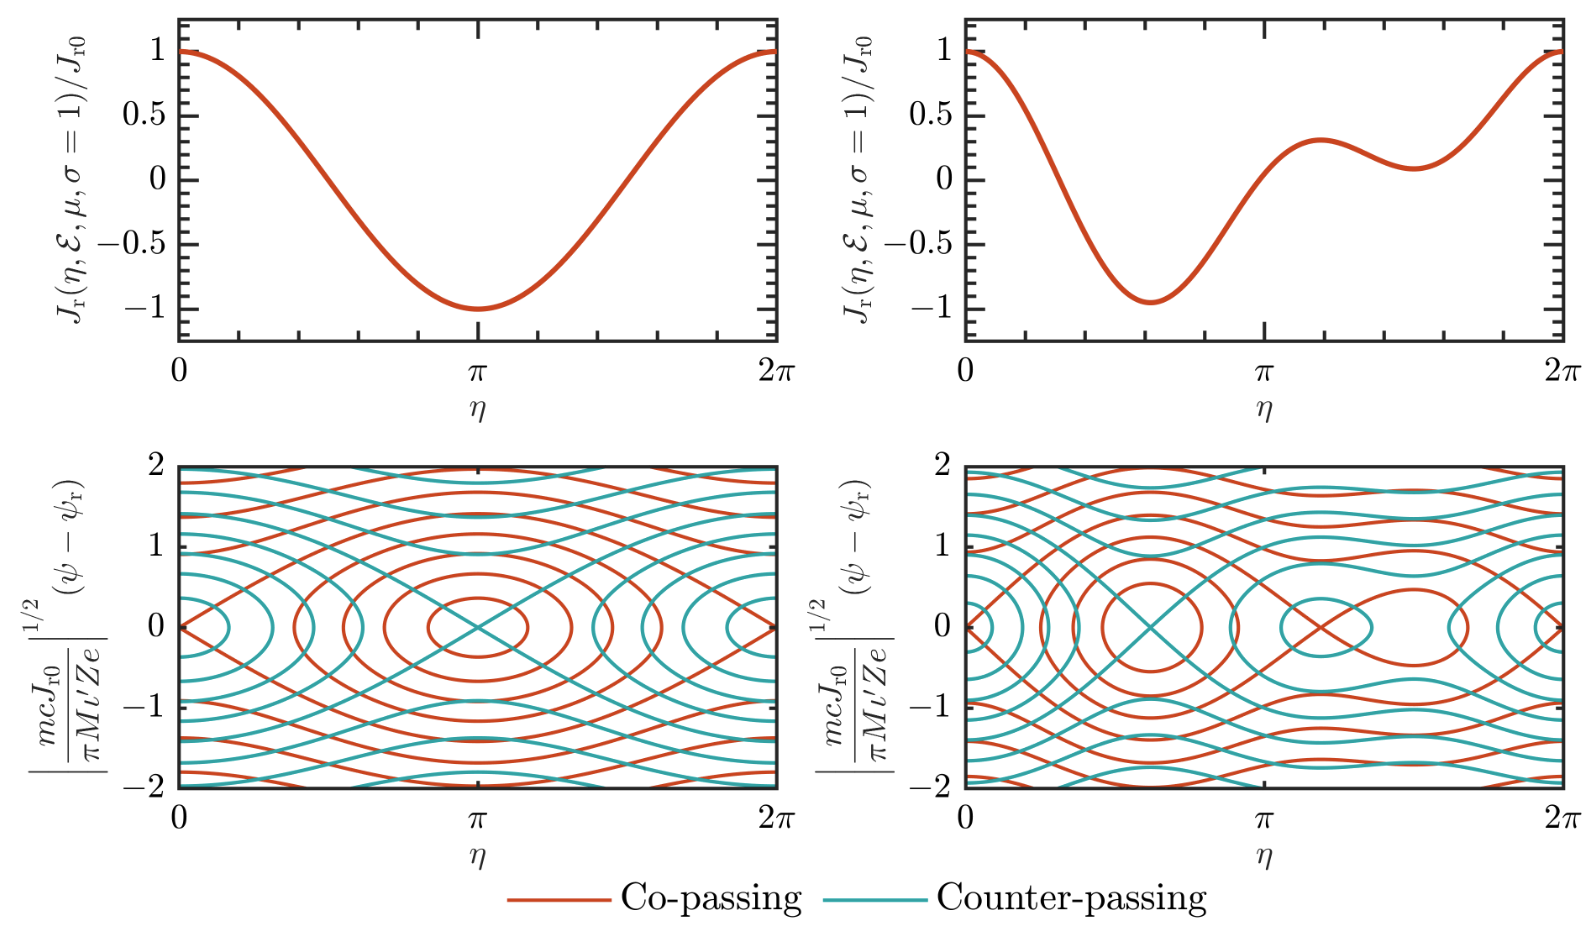 J_r(η, ℰ, μ, σ = 1)/J_r0
1
0.5
0
−0.5
−1
0
π
2π
η
J_r(η, ℰ, μ, σ = 1)/J_r0
1
0.5
0
−0.5
−1
0
π
2π
η
|mcJ_r0 / πMι′Ze|^1/2 (ψ − ψ_r)
2
1
0
−1
−2
0
π
2π
η
|mcJ_r0 / πMι′Ze|^1/2 (ψ − ψ_r)
2
1
0
−1
−2
0
π
2π
η
Co-passing
Counter-passing